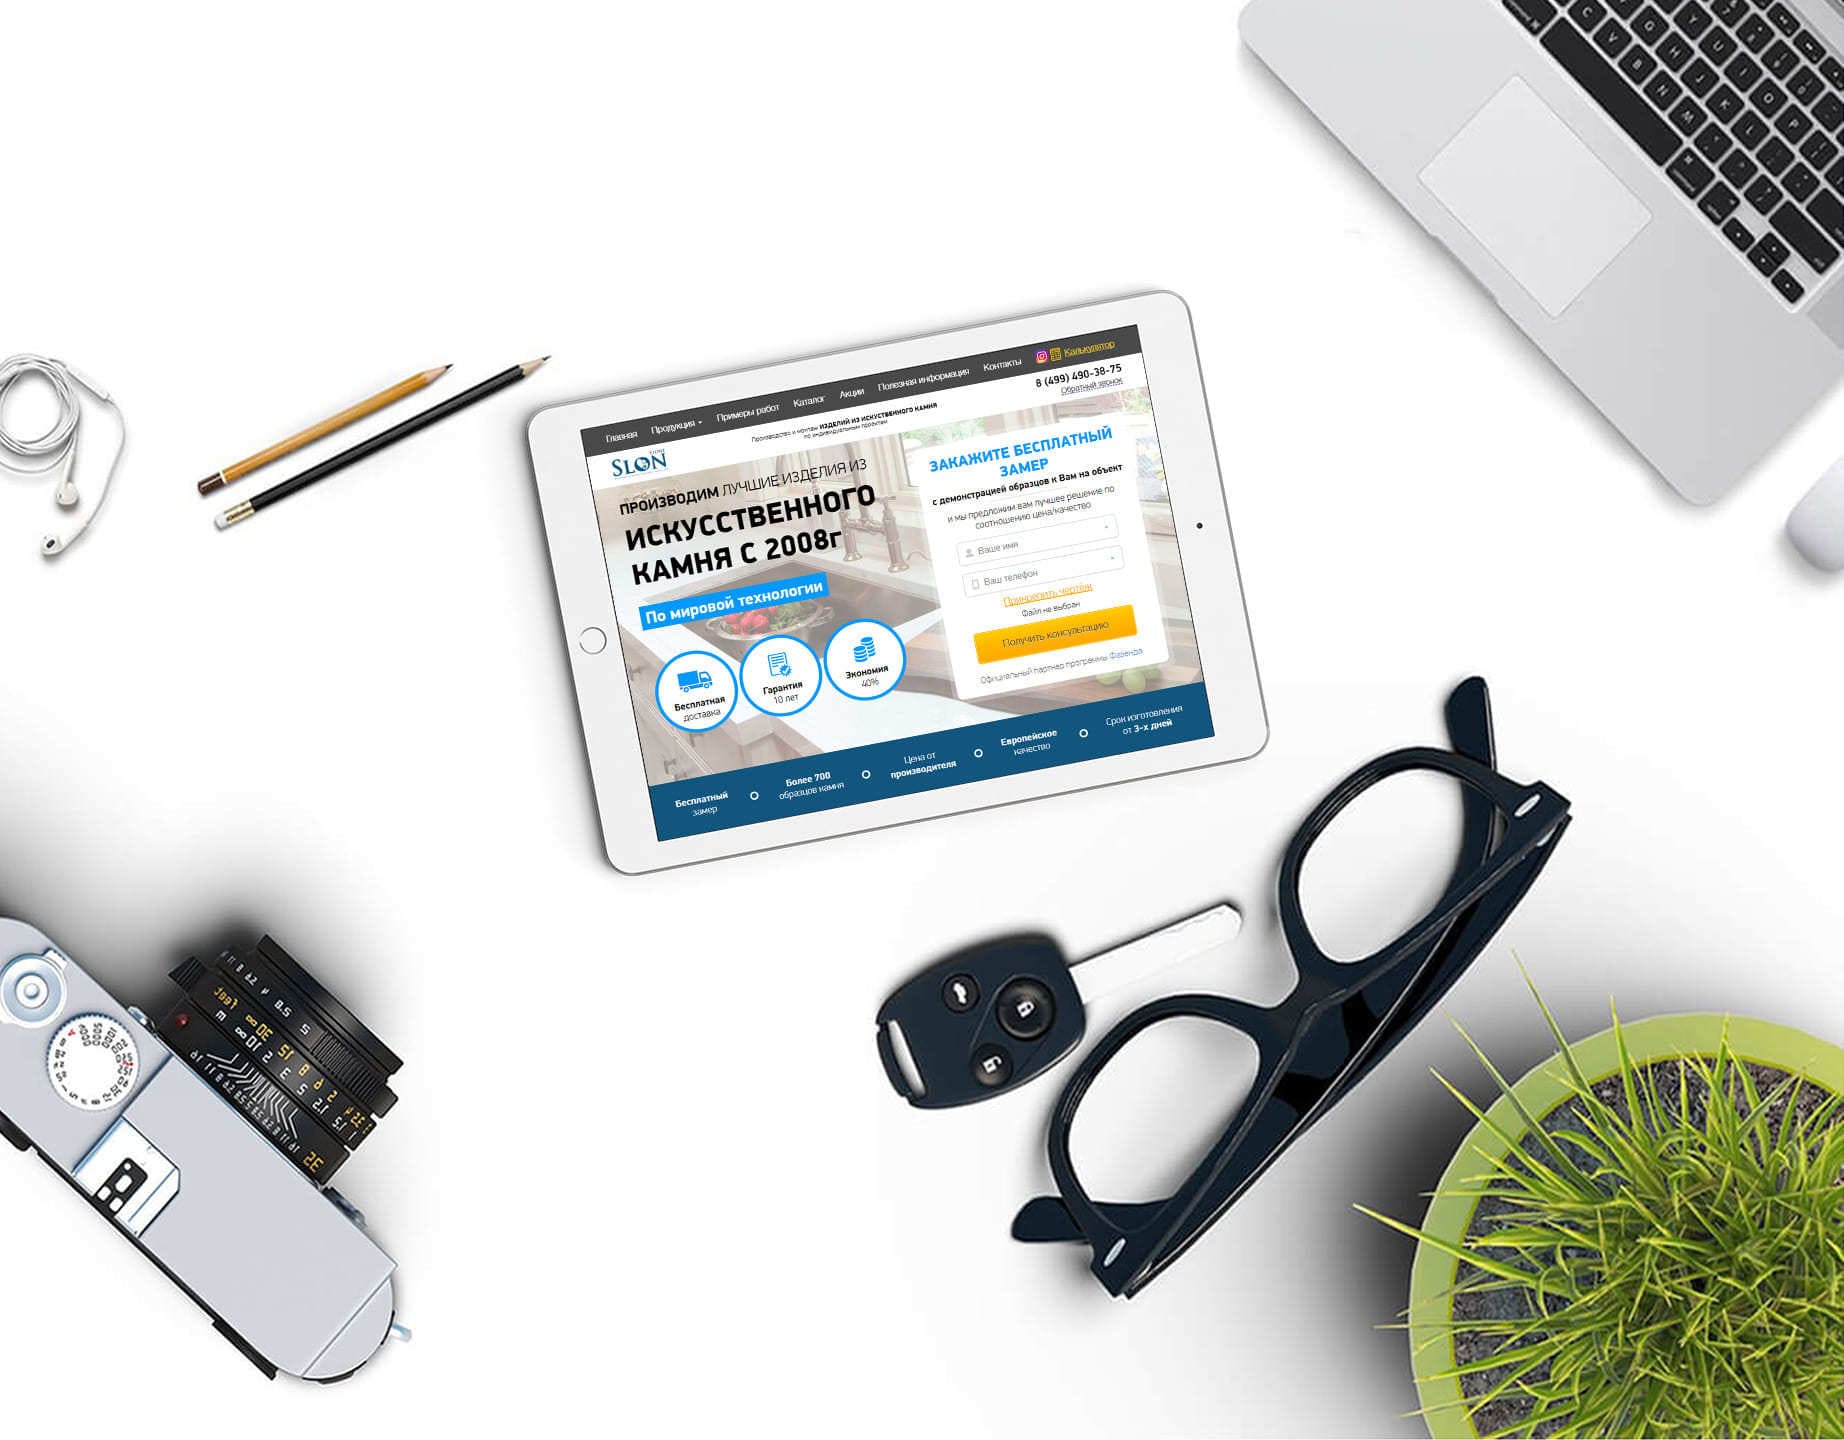 Главная Продукция Примеры работ Каталог Акции Полезная информация Контакты Калькулятор
SLON
Производство и монтаж ИЗДЕЛИЙ ИЗ ИСКУСТВЕННОГО КАМНЯ
по индивидуальным проектам
8 (499) 490-38-75
Обратный звонок
ПРОИЗВОДИМ ЛУЧШИЕ ИЗДЕЛИЯ ИЗ
ИСКУССТВЕННОГО
КАМНЯ С 2008г
По мировой технологии
Бесплатная
доставка
Гарантия
10 лет
Экономия
40%
ЗАКАЖИТЕ БЕСПЛАТНЫЙ
ЗАМЕР
с демонстрацией образцов к Вам на объект
и мы предложим вам лучшее решение по
соотношению цена/качество
Ваше имя
Ваш телефон
Прикрепить чертёж
Файл не выбран
Получить консультацию
Официальный партнер программы Фазенда
Бесплатный
замер
Более 700
образцов камня
Цена от
производителя
Европейское
качество
Срок изготовления
от 3-х дней